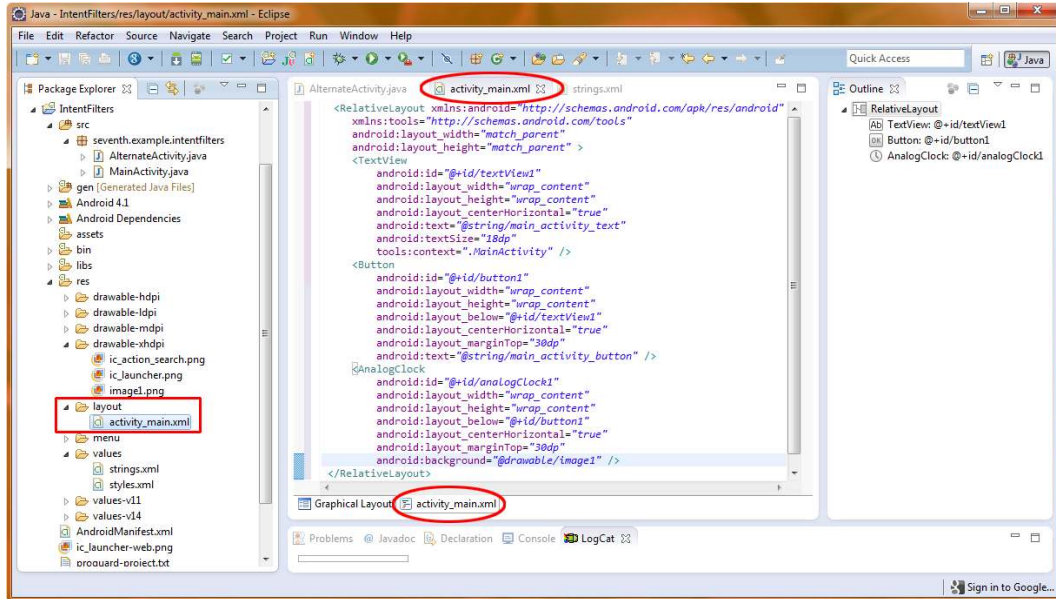 Java - IntentFilters/res/layout/activity_main.xml - Eclipse
File Edit Refactor Source Navigate Search Project Run Window Help
Quick Access
Java
Package Explorer
IntentFilters
src
seventh.example.intentfilters
AlternateActivity.java
MainActivity.java
gen [Generated Java Files]
Android 4.1
Android Dependencies
assets
bin
libs
res
drawable-hdpi
drawable-ldpi
drawable-mdpi
drawable-xhdpi
ic_action_search.png
ic_launcher.png
image1.png
layout
activity_main.xml
menu
values
strings.xml
styles.xml
values-v11
values-v14
AndroidManifest.xml
ic_launcher-web.png
proguard-project.txt
AlternateActivity.java activity_main.xml strings.xml
<RelativeLayout xmlns:android="http://schemas.android.com/apk/res/android"
xmlns:tools="http://schemas.android.com/tools"
android:layout_width="match_parent"
android:layout_height="match_parent" >
<TextView
android:id="@+id/textView1"
android:layout_width="wrap_content"
android:layout_height="wrap_content"
android:layout_centerHorizontal="true"
android:text="@string/main_activity_text"
android:textSize="18dp"
tools:context=".MainActivity" />
<Button
android:id="@+id/button1"
android:layout_width="wrap_content"
android:layout_height="wrap_content"
android:layout_below="@+id/textView1"
android:layout_centerHorizontal="true"
android:layout_marginTop="30dp"
android:text="@string/main_activity_button" />
<AnalogClock
android:id="@+id/analogClock1"
android:layout_width="wrap_content"
android:layout_height="wrap_content"
android:layout_below="@+id/button1"
android:layout_centerHorizontal="true"
android:layout_marginTop="30dp"
android:background="@drawable/image1" />
</RelativeLayout>
Graphical Layout activity_main.xml
Problems @ Javadoc Declaration Console LogCat
Outline
RelativeLayout
Ab TextView: @+id/textView1
OK Button: @+id/button1
AnalogClock: @+id/analogClock1
Sign in to Google...